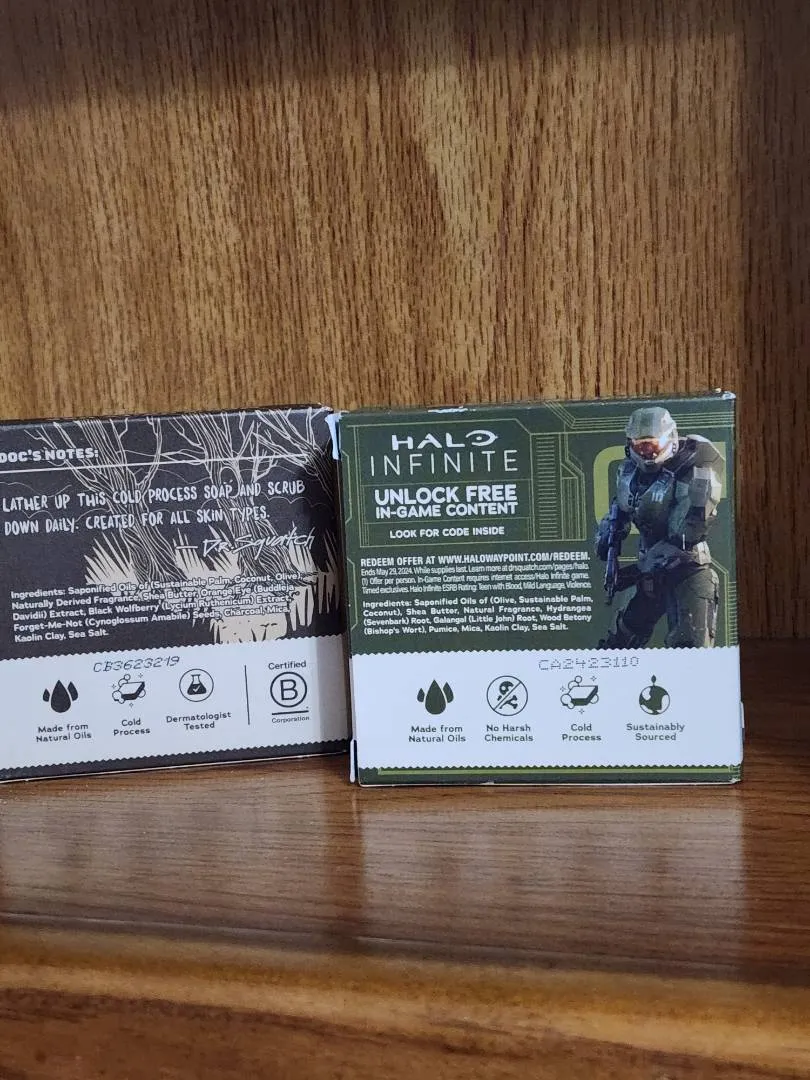 DOC'S NOTES:
LATHER UP THIS COLD PROCESS SOAP AND SCRUB
DOWN DAILY. CREATED FOR ALL SKIN TYPES.
— Dr. Squatch
Ingredients: Saponified Oils of (Sustainable Palm, Coconut, Olive),
Naturally Derived Fragrance, Shea Butter, Orange Eye (Buddleja
Davidii) Extract, Black Wolfberry (Lycium Ruthenicum) Extract,
Forget-Me-Not (Cynoglossum Amabile) Seeds, Charcoal, Mica,
Kaolin Clay, Sea Salt.
CB3623219
Made from
Natural Oils
Cold
Process
Dermatologist
Tested
Certified
B
Corporation
HALO
INFINITE
UNLOCK FREE
IN-GAME CONTENT
LOOK FOR CODE INSIDE
REDEEM OFFER AT WWW.HALOWAYPOINT.COM/REDEEM.
Ends May 29, 2024. While supplies last. Learn more at drsquatch.com/pages/halo.
(1) Offer per person. In-Game Content requires internet access/Halo Infinite game.
Timed exclusives. Halo Infinite ESRB Rating: Teen with Blood, Mild Language, Violence.
Ingredients: Saponified Oils of (Olive, Sustainable Palm,
Coconut), Shea Butter, Natural Fragrance, Hydrangea
(Sevenbark) Root, Galangal (Little John) Root, Wood Betony
(Bishop's Wort), Pumice, Mica, Kaolin Clay, Sea Salt.
CA2423110
Made from
Natural Oils
No Harsh
Chemicals
Cold
Process
Sustainably
Sourced